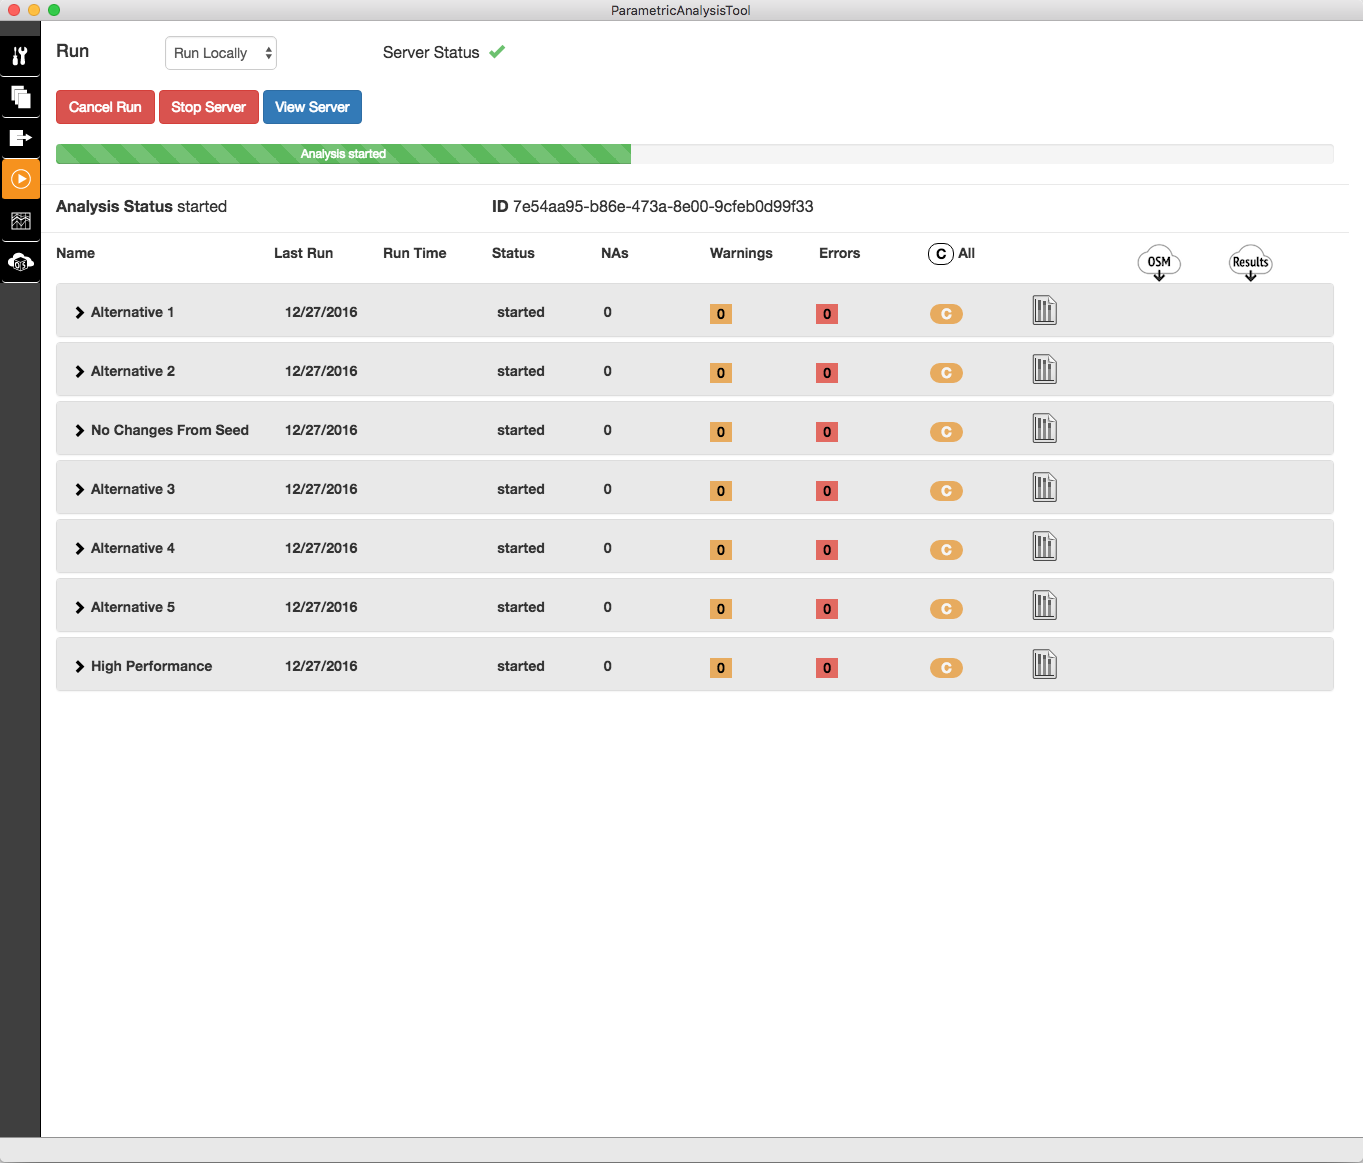 ParametricAnalysisTool
Run
Run Locally
Server Status
Cancel Run
Stop Server
View Server
Analysis started
Analysis Status started
ID 7e54aa95-b86e-473a-8e00-9cfeb0d99f33
Name Last Run Run Time Status NAs Warnings Errors C All OSM Results
Alternative 1 12/27/2016 started 0 0 0 C
Alternative 2 12/27/2016 started 0 0 0 C
No Changes From Seed 12/27/2016 started 0 0 0 C
Alternative 3 12/27/2016 started 0 0 0 C
Alternative 4 12/27/2016 started 0 0 0 C
Alternative 5 12/27/2016 started 0 0 0 C
High Performance 12/27/2016 started 0 0 0 C